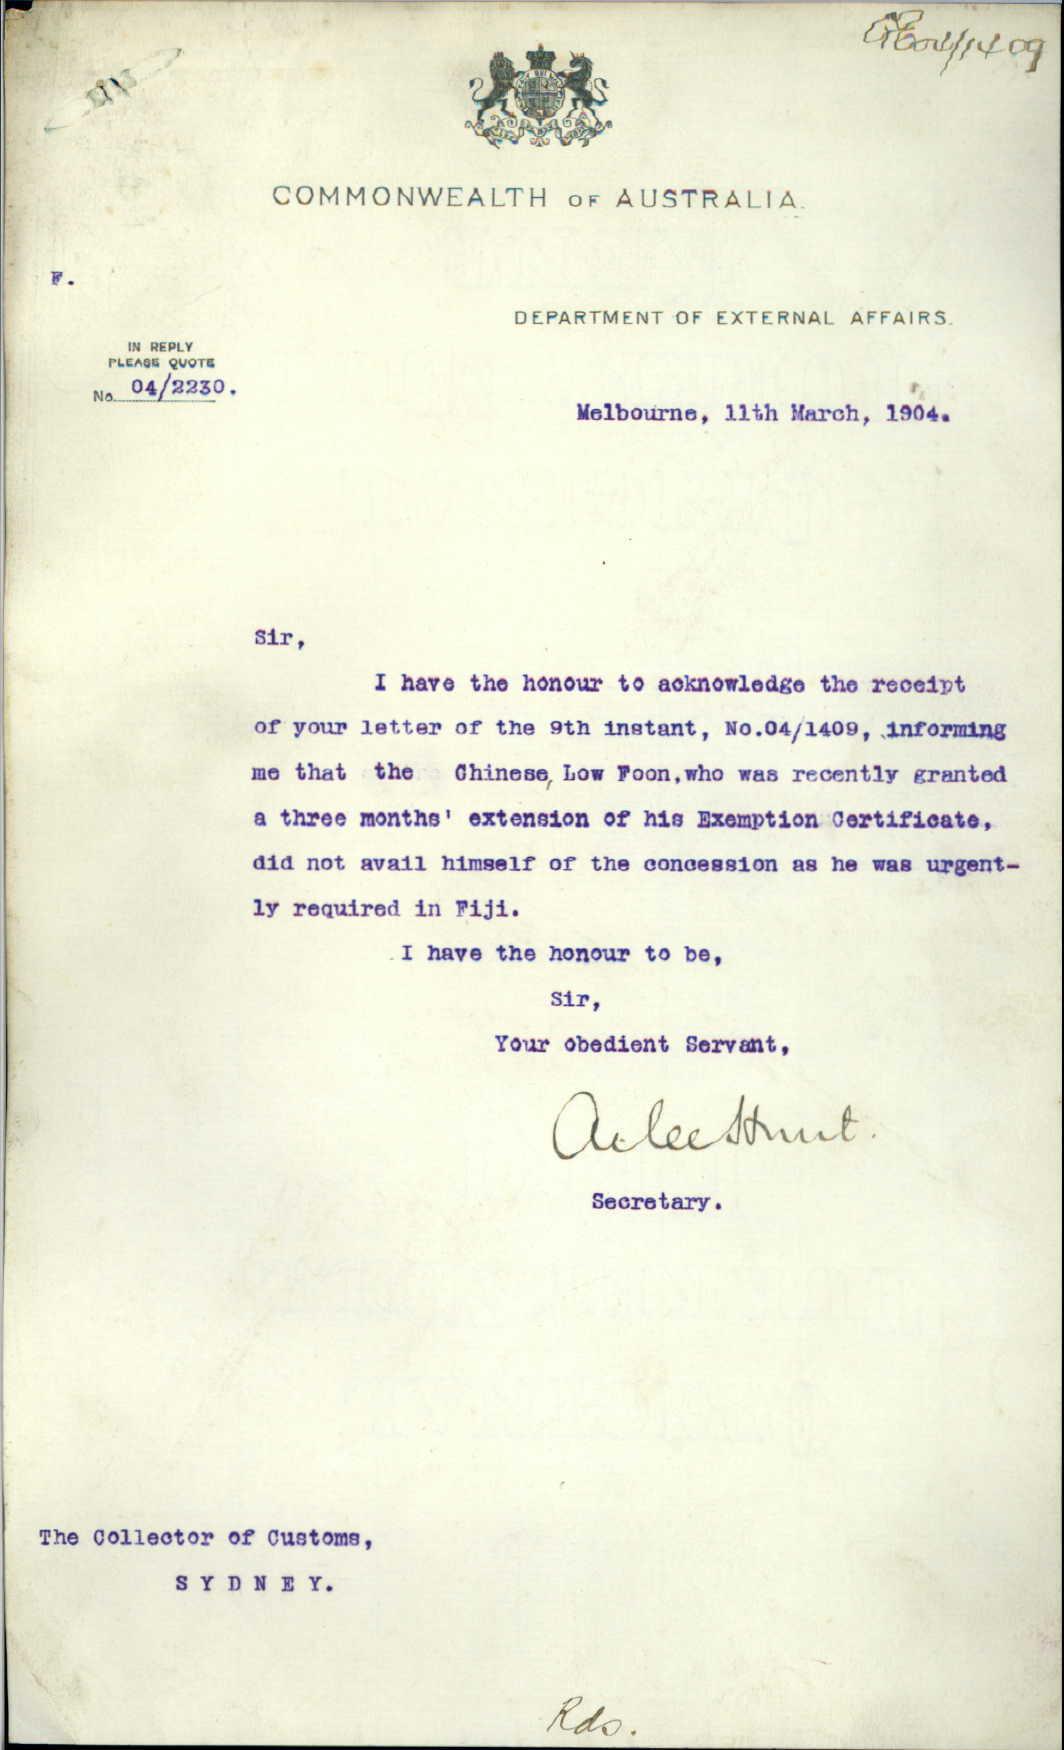 04/1409
COMMONWEALTH OF AUSTRALIA.
F.
DEPARTMENT OF EXTERNAL AFFAIRS.
IN REPLY
PLEASE QUOTE
No. 04/2230.
Melbourne, 11th March, 1904.
Sir,
I have the honour to acknowledge the receipt
of your letter of the 9th instant, No.04/1409, informing
me that the Chinese, Low Foon, who was recently granted
a three months' extension of his Exemption Certificate,
did not avail himself of the concession as he was urgent-
ly required in Fiji.
I have the honour to be,
Sir,
Your obedient Servant,
Atlee Hunt.
Secretary.
The Collector of Customs,
S Y D N E Y.
Rds.